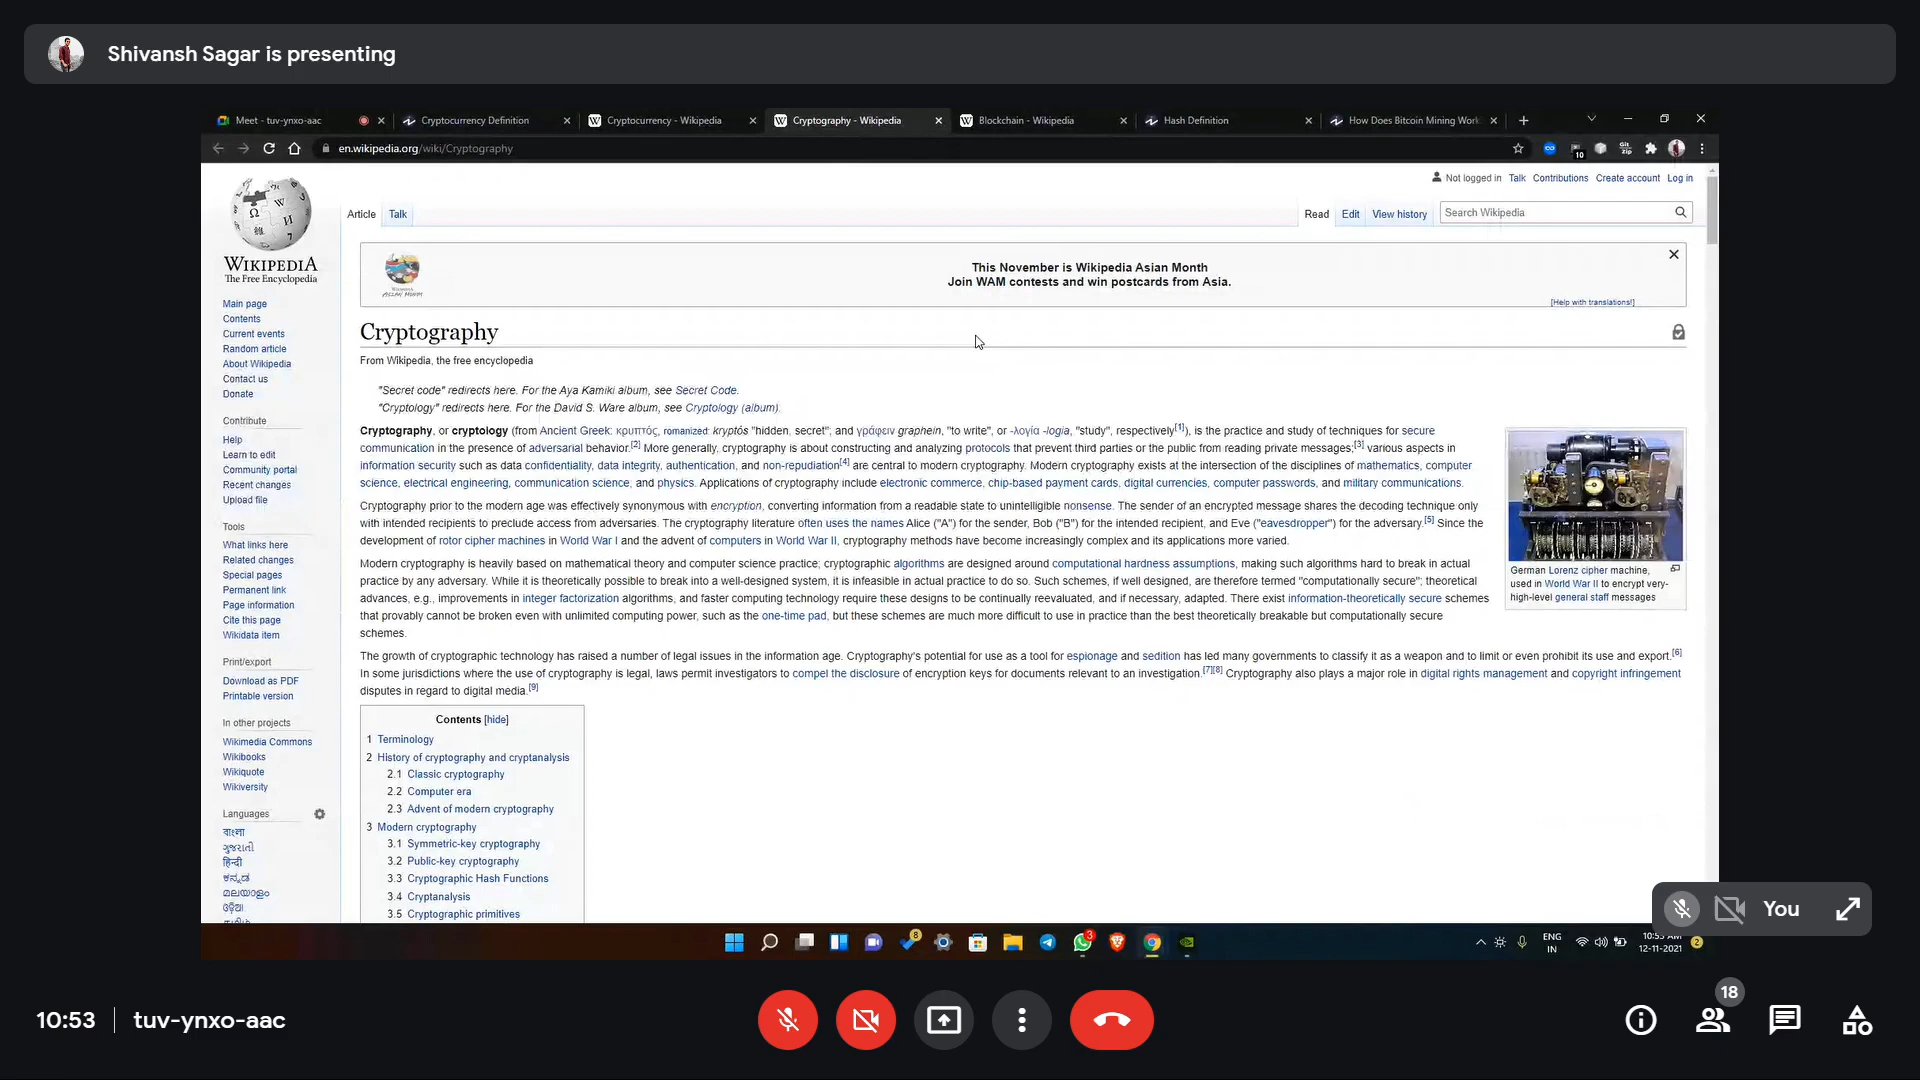 Shivansh Sagar is presenting
Meet - tuv-ynxo-aac
Cryptocurrency Definition
Cryptocurrency - Wikipedia
Cryptography - Wikipedia
Blockchain - Wikipedia
Hash Definition
How Does Bitcoin Mining Work
en.wikipedia.org/wiki/Cryptography
10
Git
Zip
Not logged in Talk Contributions Create account Log in
Article Talk
Read Edit View history
Search Wikipedia
WIKIPEDIA
The Free Encyclopedia
Main page
Contents
Current events
Random article
About Wikipedia
Contact us
Donate
Contribute
Help
Learn to edit
Community portal
Recent changes
Upload file
Tools
What links here
Related changes
Special pages
Permanent link
Page information
Cite this page
Wikidata item
Print/export
Download as PDF
Printable version
In other projects
Wikimedia Commons
Wikibooks
Wikiquote
Wikiversity
Languages
বাংলা
ગુજરાતી
हिन्दी
ಕನ್ನಡ
മലയാളം
ଓଡ଼ିଆ
WIKIPEDIA
ASIAN MONTH
This November is Wikipedia Asian Month
Join WAM contests and win postcards from Asia.
[Help with translations!]
Cryptography
From Wikipedia, the free encyclopedia
"Secret code" redirects here. For the Aya Kamiki album, see Secret Code.
"Cryptology" redirects here. For the David S. Ware album, see Cryptology (album).
Cryptography, or cryptology (from Ancient Greek: κρυπτός, romanized: kryptós "hidden, secret"; and γράφειν graphein, "to write", or -λογία -logia, "study", respectively[1]), is the practice and study of techniques for secure
communication in the presence of adversarial behavior.[2] More generally, cryptography is about constructing and analyzing protocols that prevent third parties or the public from reading private messages;[3] various aspects in
information security such as data confidentiality, data integrity, authentication, and non-repudiation[4] are central to modern cryptography. Modern cryptography exists at the intersection of the disciplines of mathematics, computer
science, electrical engineering, communication science, and physics. Applications of cryptography include electronic commerce, chip-based payment cards, digital currencies, computer passwords, and military communications.
Cryptography prior to the modern age was effectively synonymous with encryption, converting information from a readable state to unintelligible nonsense. The sender of an encrypted message shares the decoding technique only
with intended recipients to preclude access from adversaries. The cryptography literature often uses the names Alice ("A") for the sender, Bob ("B") for the intended recipient, and Eve ("eavesdropper") for the adversary.[5] Since the
development of rotor cipher machines in World War I and the advent of computers in World War II, cryptography methods have become increasingly complex and its applications more varied.
Modern cryptography is heavily based on mathematical theory and computer science practice; cryptographic algorithms are designed around computational hardness assumptions, making such algorithms hard to break in actual
practice by any adversary. While it is theoretically possible to break into a well-designed system, it is infeasible in actual practice to do so. Such schemes, if well designed, are therefore termed "computationally secure"; theoretical
advances, e.g., improvements in integer factorization algorithms, and faster computing technology require these designs to be continually reevaluated, and if necessary, adapted. There exist information-theoretically secure schemes
that provably cannot be broken even with unlimited computing power, such as the one-time pad, but these schemes are much more difficult to use in practice than the best theoretically breakable but computationally secure
schemes.
The growth of cryptographic technology has raised a number of legal issues in the information age. Cryptography's potential for use as a tool for espionage and sedition has led many governments to classify it as a weapon and to limit or even prohibit its use and export.[6]
In some jurisdictions where the use of cryptography is legal, laws permit investigators to compel the disclosure of encryption keys for documents relevant to an investigation.[7][8] Cryptography also plays a major role in digital rights management and copyright infringement
disputes in regard to digital media.[9]
German Lorenz cipher machine,
used in World War II to encrypt very-
high-level general staff messages
Contents [hide]
1 Terminology
2 History of cryptography and cryptanalysis
2.1 Classic cryptography
2.2 Computer era
2.3 Advent of modern cryptography
3 Modern cryptography
3.1 Symmetric-key cryptography
3.2 Public-key cryptography
3.3 Cryptographic Hash Functions
3.4 Cryptanalysis
3.5 Cryptographic primitives
You
8
3
ENG
IN
10:53 AM
12-11-2021
2
10:53
tuv-ynxo-aac
18